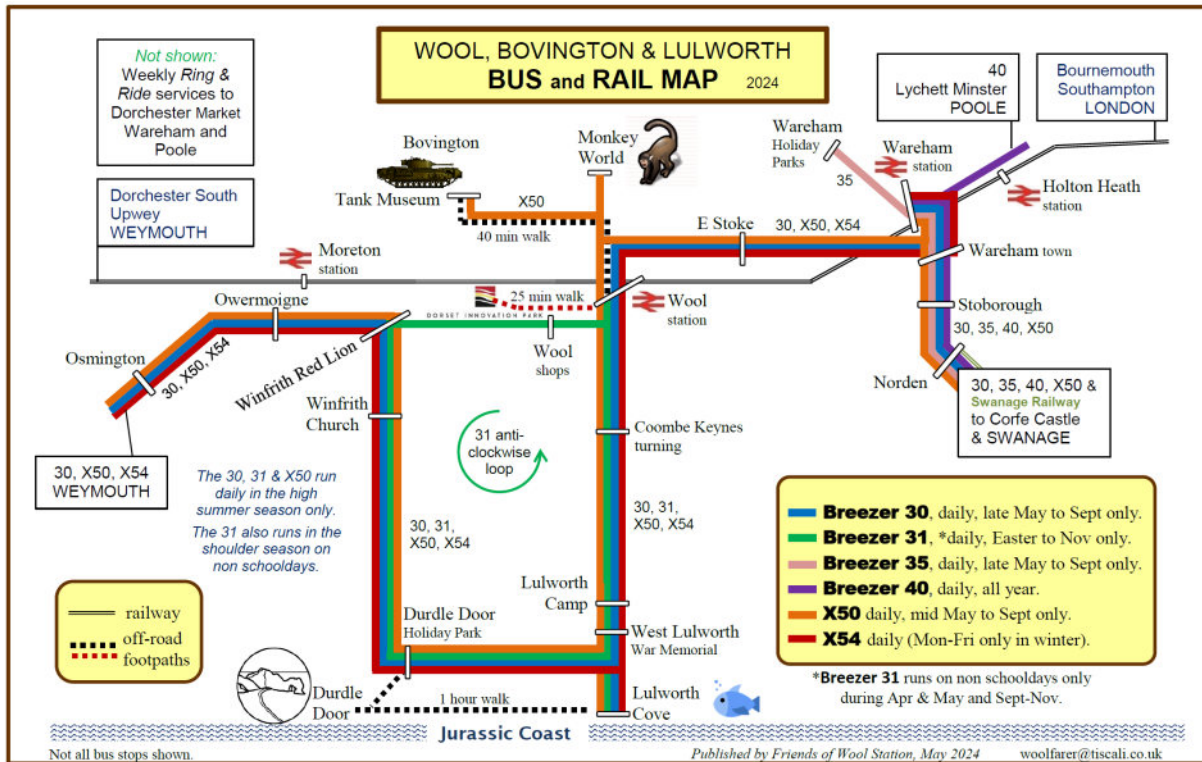 WOOL, BOVINGTON & LULWORTH
BUS and RAIL MAP 2024
Not shown:
Weekly Ring &
Ride services to
Dorchester Market
Wareham and
Poole
Dorchester South
Upwey
WEYMOUTH
40
Lychett Minster
POOLE
Bournemouth
Southampton
LONDON
Bovington
Tank Museum
X50
40 min walk
Monkey
World
Wareham
Holiday
Parks
35
Wareham
station
Holton Heath
station
E Stoke
30, X50, X54
Wareham town
Moreton
station
Owermoigne
Osmington
30, X50, X54
Winfrith Red Lion
25 min walk
DORSET INNOVATION PARK
Wool
station
Wool
shops
Stoborough
30, 35, 40, X50
Norden
30, 35, 40, X50 &
Swanage Railway
to Corfe Castle
& SWANAGE
30, X50, X54
WEYMOUTH
Winfrith
Church
31 anti-
clockwise
loop
Coombe Keynes
turning
The 30, 31 & X50 run
daily in the high
summer season only.
The 31 also runs in the
shoulder season on
non schooldays.
30, 31,
X50, X54
30, 31,
X50, X54
Breezer 30, daily, late May to Sept only.
Breezer 31, *daily, Easter to Nov only.
Breezer 35, daily, late May to Sept only.
Breezer 40, daily, all year.
X50 daily, mid May to Sept only.
X54 daily (Mon-Fri only in winter).
*Breezer 31 runs on non schooldays only
during Apr & May and Sept-Nov.
railway
off-road
footpaths
Lulworth
Camp
Durdle Door
Holiday Park
West Lulworth
War Memorial
Durdle
Door
1 hour walk
Lulworth
Cove
Jurassic Coast
Not all bus stops shown.
Published by Friends of Wool Station, May 2024
woolfarer@tiscali.co.uk